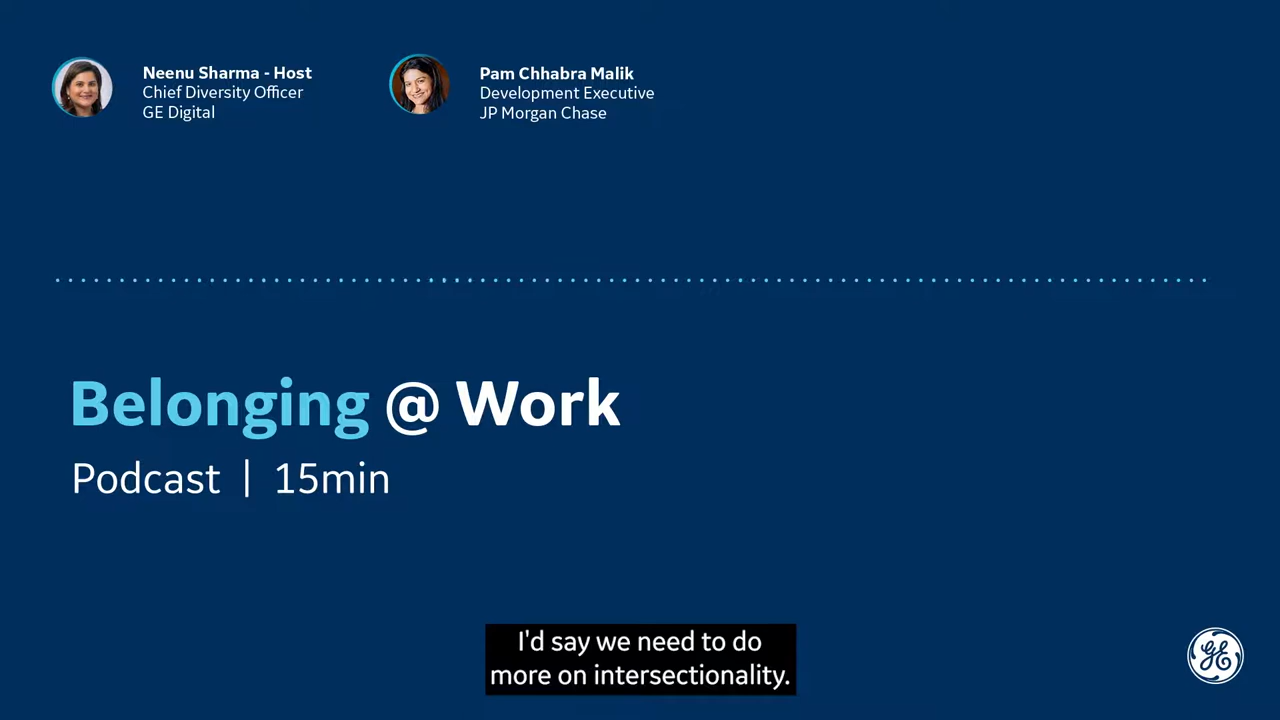 Neenu Sharma - Host
Chief Diversity Officer
GE Digital
Pam Chhabra Malik
Development Executive
JP Morgan Chase
Belonging @ Work
Podcast | 15min
I'd say we need to do
more on intersectionality.
GE